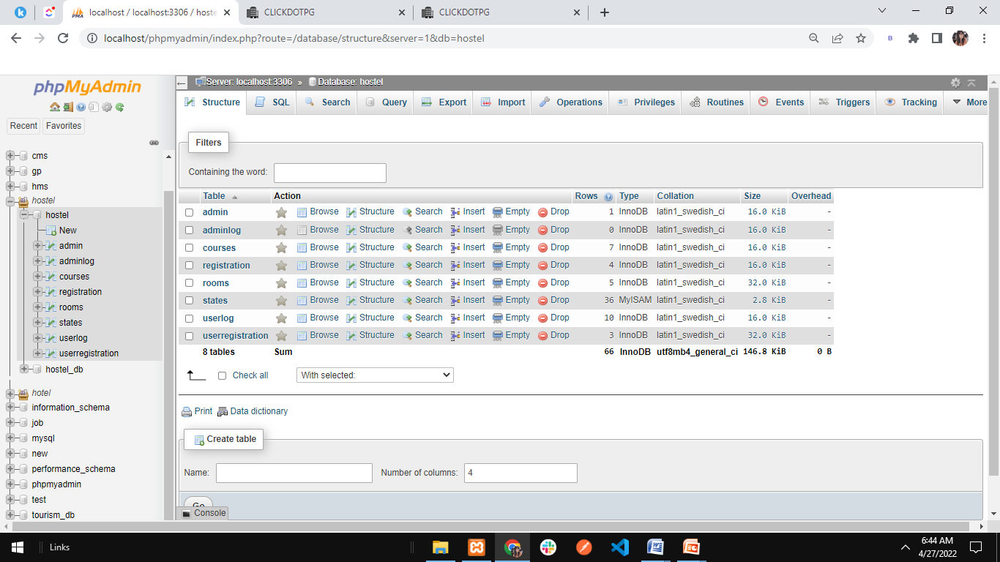 localhost / localhost:3306 / hoste
CLICKDOTPG
CLICKDOTPG
localhost/phpmyadmin/index.php?route=/database/structure&server=1&db=hostel
phpMyAdmin
Recent Favorites
cms
gp
hms
hostel
hostel
New
admin
adminlog
courses
registration
rooms
states
userlog
userregistration
hostel_db
hotel
information_schema
job
mysql
new
performance_schema
phpmyadmin
test
tourism_db
Server: localhost:3306 » Database: hostel
Structure SQL Search Query Export Import Operations Privileges Routines Events Triggers Tracking More
Filters
Containing the word:
Table Action Rows Type Collation Size Overhead
admin Browse Structure Search Insert Empty Drop 1 InnoDB latin1_swedish_ci 16.0 KiB -
adminlog Browse Structure Search Insert Empty Drop 0 InnoDB latin1_swedish_ci 16.0 KiB -
courses Browse Structure Search Insert Empty Drop 7 InnoDB latin1_swedish_ci 16.0 KiB -
registration Browse Structure Search Insert Empty Drop 4 InnoDB latin1_swedish_ci 16.0 KiB -
rooms Browse Structure Search Insert Empty Drop 5 InnoDB latin1_swedish_ci 32.0 KiB -
states Browse Structure Search Insert Empty Drop 36 MyISAM latin1_swedish_ci 2.8 KiB -
userlog Browse Structure Search Insert Empty Drop 10 InnoDB latin1_swedish_ci 16.0 KiB -
userregistration Browse Structure Search Insert Empty Drop 3 InnoDB latin1_swedish_ci 32.0 KiB -
8 tables Sum 66 InnoDB utf8mb4_general_ci 146.8 KiB 0 B
Check all With selected:
Print Data dictionary
Create table
Name: Number of columns: 4
Go
Console
Links
6:44 AM
4/27/2022